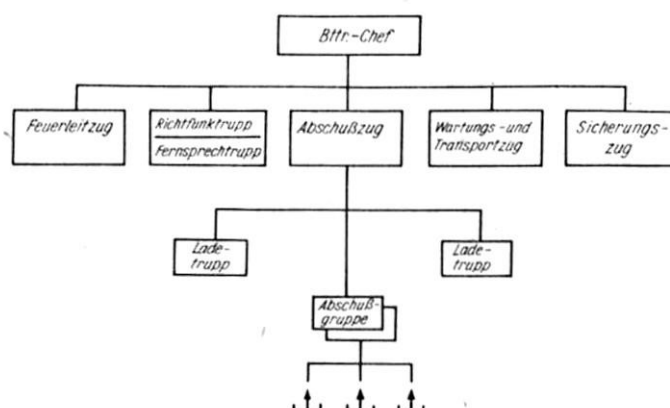 Bttr.-Chef
Feuerleitzug
Richtfunktrupp
Fernsprechtrupp
Abschußzug
Wartungs-und
Transportzug
Sicherungs-
zug
Lade-
trupp
Lade-
trupp
Abschuß-
gruppe